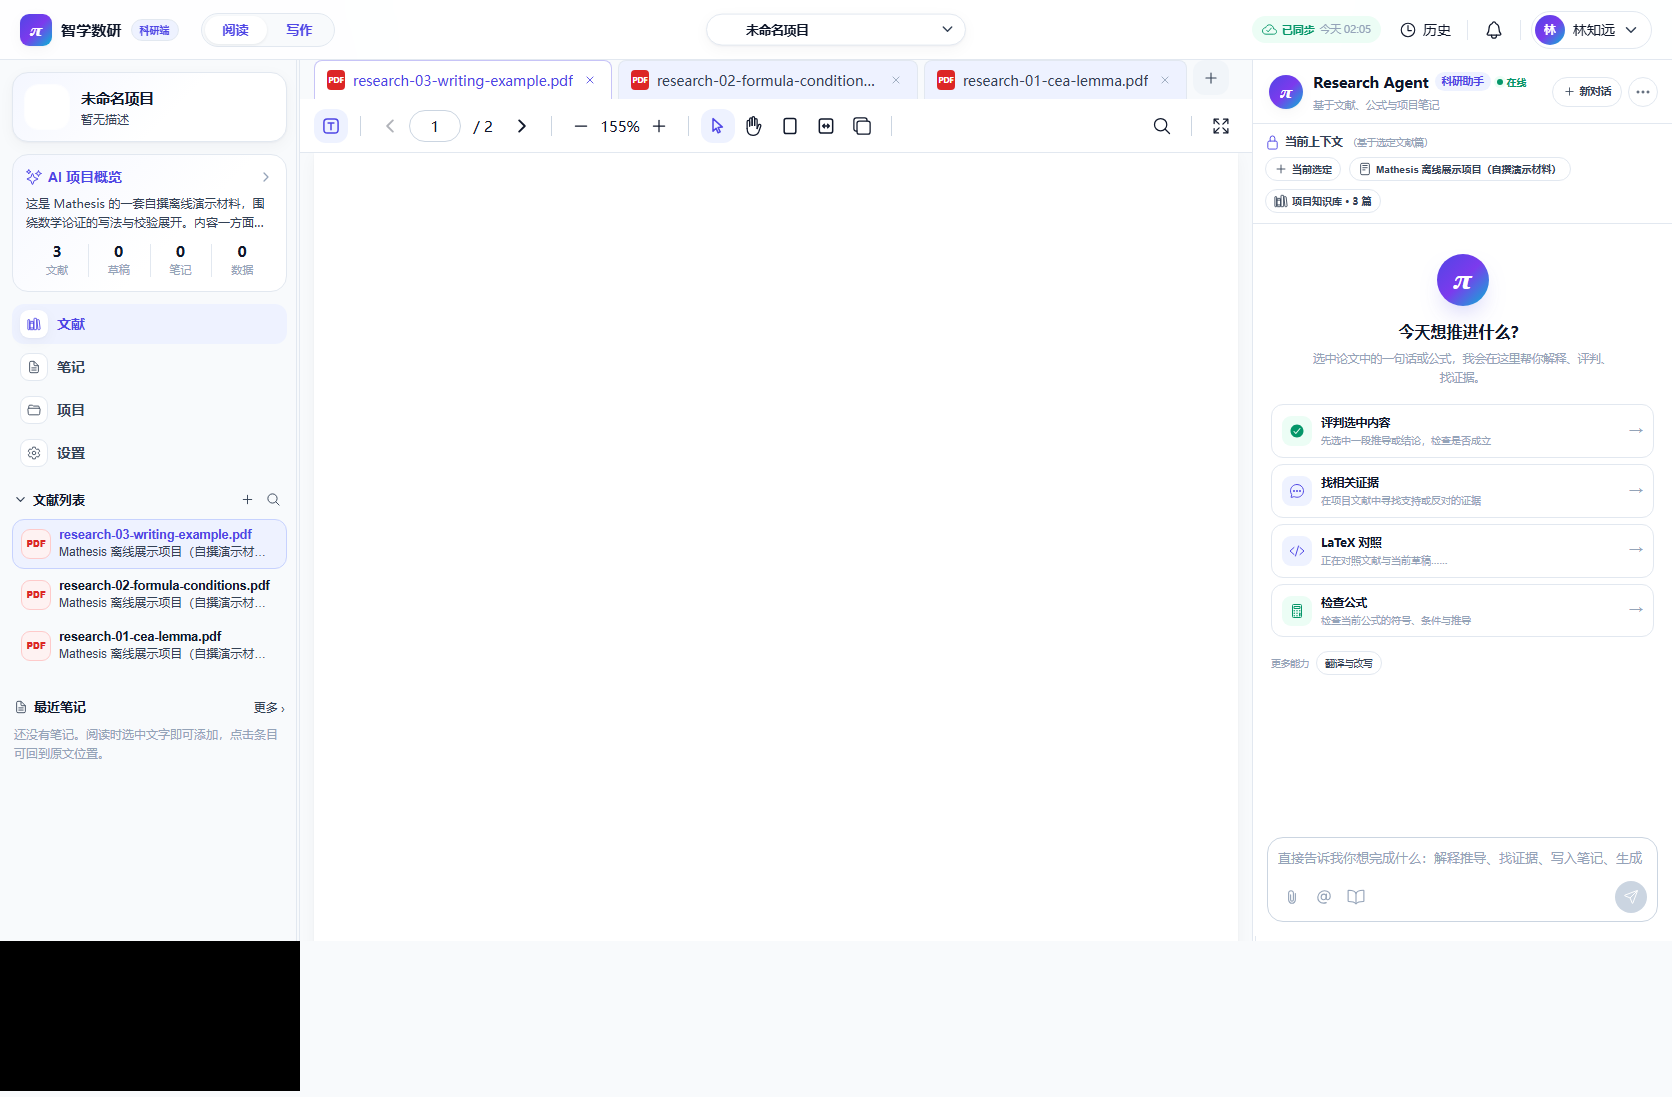 π 智学数研 科研端 阅读 写作
未命名项目
已同步 今天 02:05 历史 林 林知远
未命名项目
暂无描述
AI 项目概览
这是 Mathesis 的一套自撰离线演示材料，围
绕数学论证的写法与校验展开。内容一方面...
3 0 0 0
文献 草稿 笔记 数据
文献
笔记
项目
设置
文献列表
PDF research-03-writing-example.pdf
Mathesis 离线展示项目（自撰演示材...
PDF research-02-formula-conditions.pdf
Mathesis 离线展示项目（自撰演示材...
PDF research-01-cea-lemma.pdf
Mathesis 离线展示项目（自撰演示材...
最近笔记 更多 ›
还没有笔记。阅读时选中文字即可添加，点击条目
可回到原文位置。
PDF research-03-writing-example.pdf ×
PDF research-02-formula-condition... ×
PDF research-01-cea-lemma.pdf ×
+
T 1 / 2 155%
π Research Agent 科研助手 在线
基于文献、公式与项目笔记
+ 新对话
当前上下文 （基于选定文献篇）
+ 当前选定 Mathesis 离线展示项目（自撰演示材料）
项目知识库 • 3 篇
π
今天想推进什么？
选中论文中的一句话或公式，我会在这里帮你解释、评判、
找证据。
评判选中内容
先选中一段推导或结论，检查是否成立
找相关证据
在项目文献中寻找支持或反对的证据
LaTeX 对照
正在对照文献与当前草稿......
检查公式
检查当前公式的符号、条件与推导
更多能力 翻译与改写
直接告诉我你想完成什么：解释推导、找证据、写入笔记、生成
@